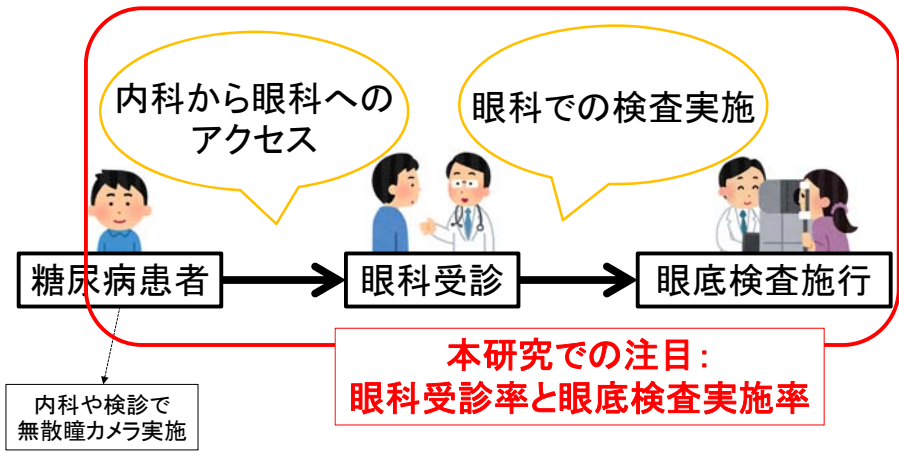 内科から眼科への
アクセス
眼科での検査実施
糖尿病患者
眼科受診
眼底検査施行
本研究での注目：
眼科受診率と眼底検査実施率
内科や検診で
無散瞳カメラ実施